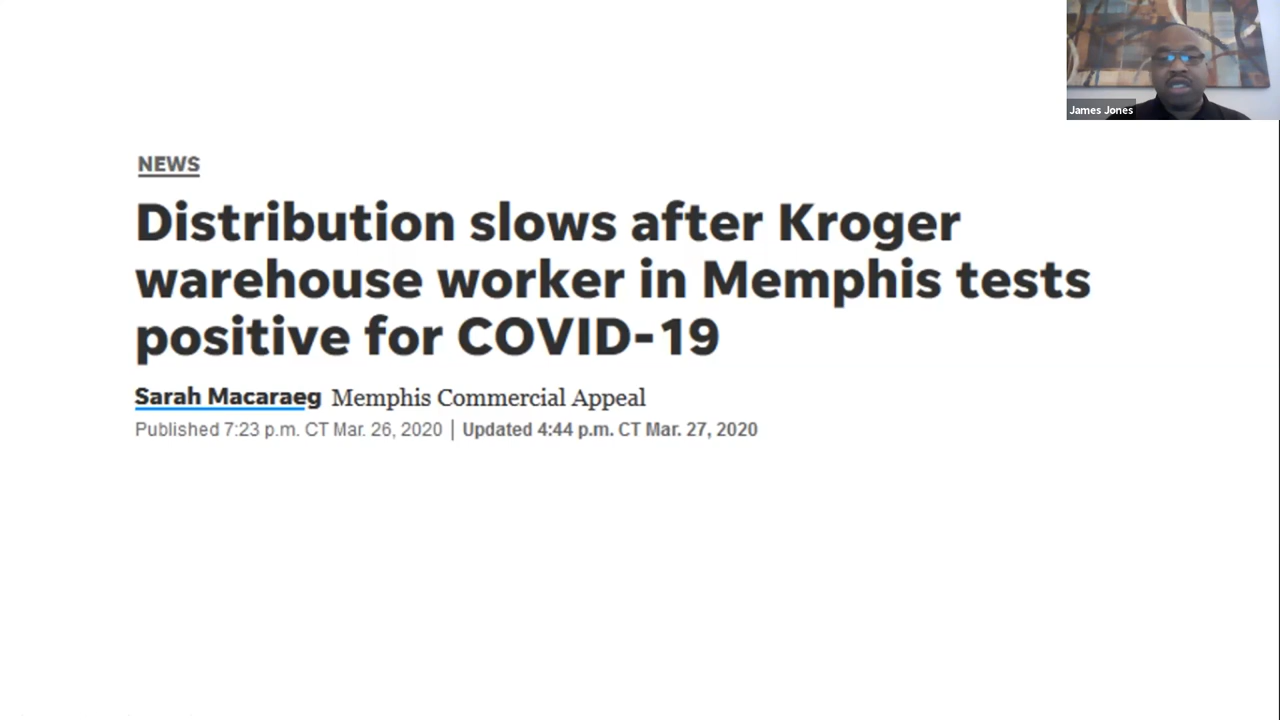 James Jones
NEWS
Distribution slows after Kroger
warehouse worker in Memphis tests
positive for COVID-19
Sarah Macaraeg Memphis Commercial Appeal
Published 7:23 p.m. CT Mar. 26, 2020 | Updated 4:44 p.m. CT Mar. 27, 2020